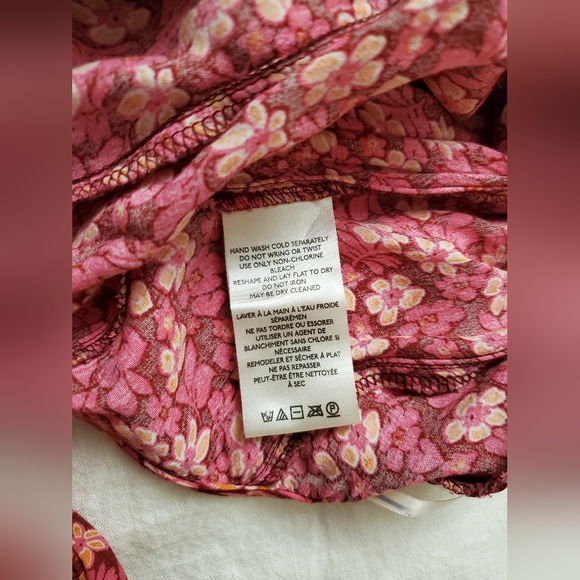 HAND WASH COLD SEPARATELY
DO NOT WRING OR TWIST
USE ONLY NON-CHLORINE
BLEACH
RESHAPE AND LAY FLAT TO DRY
DO NOT IRON
MAY BE DRY CLEANED
LAVER À LA MAIN À L'EAU FROIDE
SÉPARÉMEN
NE PAS TORDRE OU ESSORER
UTILISER UN AGENT DE
BLANCHIMENT SANS CHLORE SI
NÉCESSAIRE
REMODELER ET SÉCHER À PLAT
NE PAS REPASSER
PEUT-ÊTRE ÊTRE NETTOYÉE
À SEC